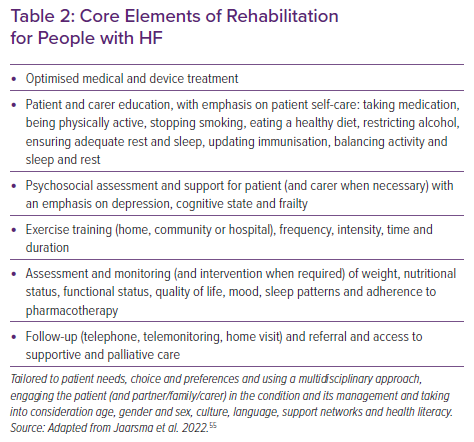 Table 2: Core Elements of Rehabilitation
for People with HF
• Optimised medical and device treatment
• Patient and carer education, with emphasis on patient self-care: taking medication,
being physically active, stopping smoking, eating a healthy diet, restricting alcohol,
ensuring adequate rest and sleep, updating immunisation, balancing activity and
sleep and rest
• Psychosocial assessment and support for patient (and carer when necessary) with
an emphasis on depression, cognitive state and frailty
• Exercise training (home, community or hospital), frequency, intensity, time and
duration
• Assessment and monitoring (and intervention when required) of weight, nutritional
status, functional status, quality of life, mood, sleep patterns and adherence to
pharmacotherapy
• Follow-up (telephone, telemonitoring, home visit) and referral and access to
supportive and palliative care
Tailored to patient needs, choice and preferences and using a multidisciplinary approach,
engaging the patient (and partner/family/carer) in the condition and its management and taking
into consideration age, gender and sex, culture, language, support networks and health literacy.
Source: Adapted from Jaarsma et al. 2022.55